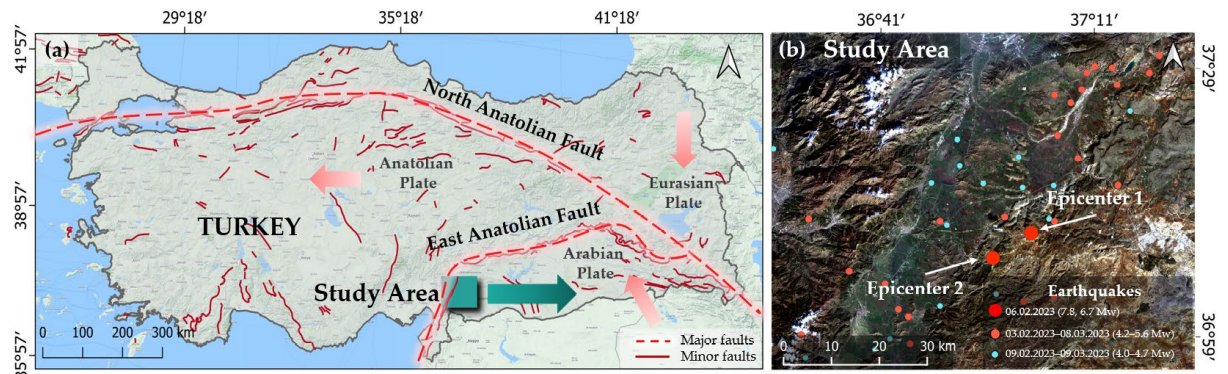 29°18′ 35°18′ 41°18′
41°57′
38°57′
35°57′
(a)
North Anatolian Fault
Anatolian
Plate
Eurasian
Plate
TURKEY
East Anatolian Fault
Arabian
Plate
Study Area
0 100 200 300 km
Major faults
Minor faults
36°41′ 37°11′
37°29′
36°59′
(b) Study Area
Epicenter 1
Epicenter 2
Earthquakes
06.02.2023 (7.8, 6.7 Mw)
03.02.2023–08.03.2023 (4.2–5.6 Mw)
09.02.2023–09.03.2023 (4.0–4.7 Mw)
0 10 20 30 km